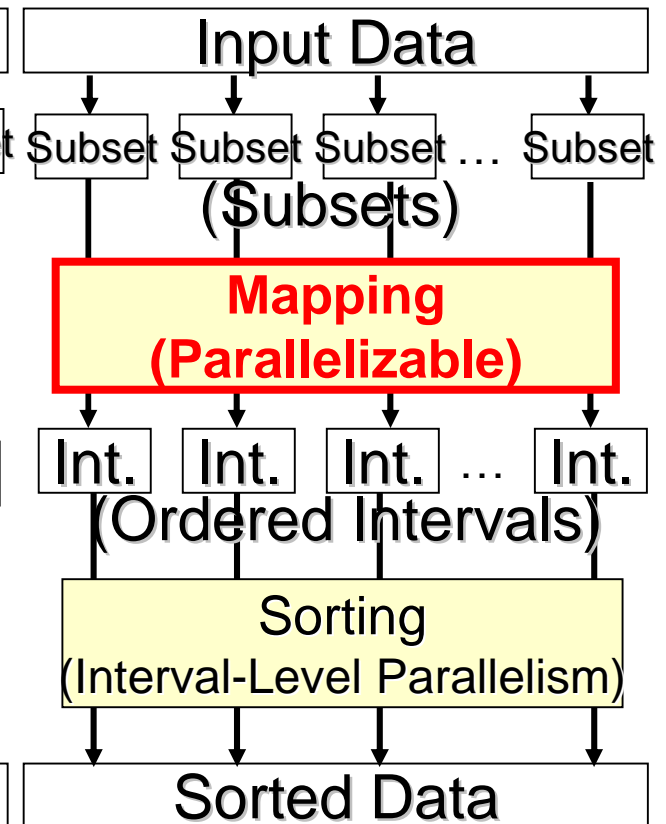 Input Data
t Subset Subset Subset ... Subset
(Subsets)
Mapping
(Parallelizable)
Int. Int. Int. ... Int.
(Ordered Intervals)
Sorting
(Interval-Level Parallelism)
Sorted Data